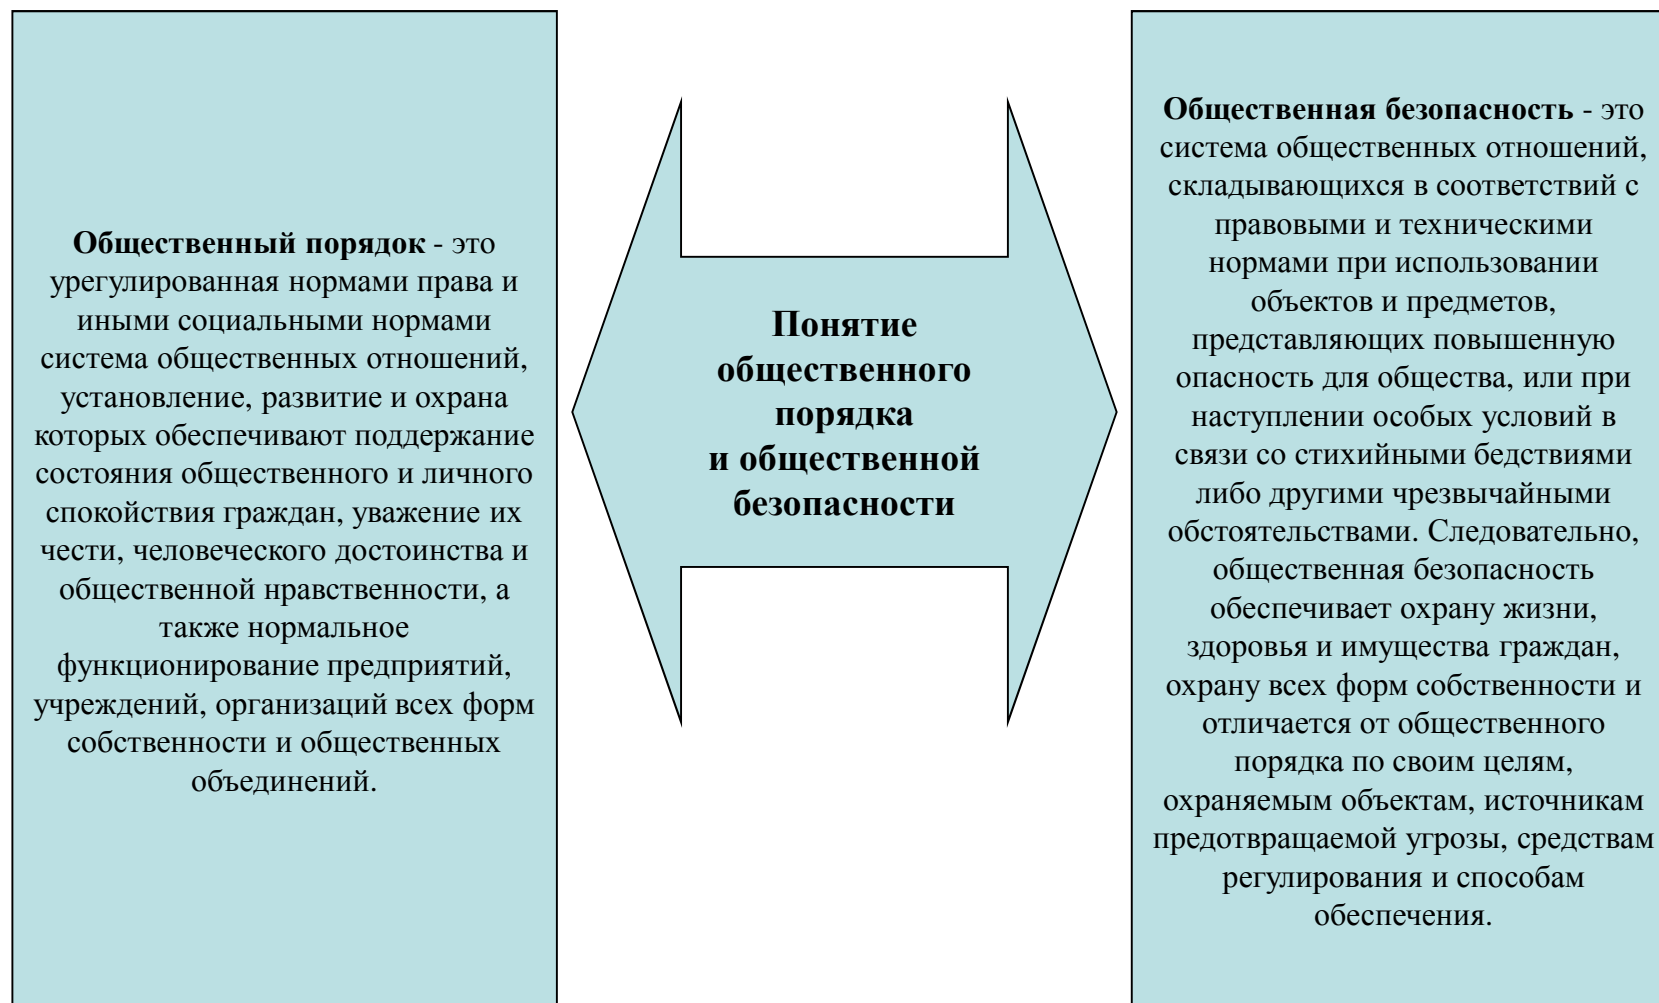 Общественный порядок - это
урегулированная нормами права и
иными социальными нормами
система общественных отношений,
установление, развитие и охрана
которых обеспечивают поддержание
состояния общественного и личного
спокойствия граждан, уважение их
чести, человеческого достоинства и
общественной нравственности, а
также нормальное
функционирование предприятий,
учреждений, организаций всех форм
собственности и общественных
объединений.
Понятие
общественного
порядка
и общественной
безопасности
Общественная безопасность - это
система общественных отношений,
складывающихся в соответствий с
правовыми и техническими
нормами при использовании
объектов и предметов,
представляющих повышенную
опасность для общества, или при
наступлении особых условий в
связи со стихийными бедствиями
либо другими чрезвычайными
обстоятельствами. Следовательно,
общественная безопасность
обеспечивает охрану жизни,
здоровья и имущества граждан,
охрану всех форм собственности и
отличается от общественного
порядка по своим целям,
охраняемым объектам, источникам
предотвращаемой угрозы, средствам
регулирования и способам
обеспечения.